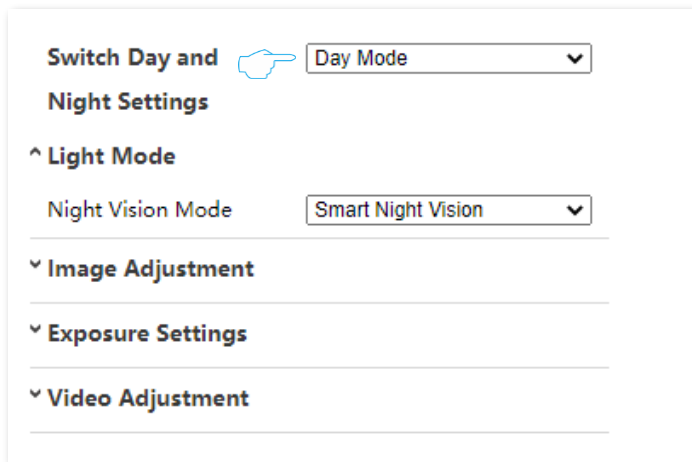 Switch Day and Day Mode
Night Settings
Light Mode
Night Vision Mode Smart Night Vision
Image Adjustment
Exposure Settings
Video Adjustment